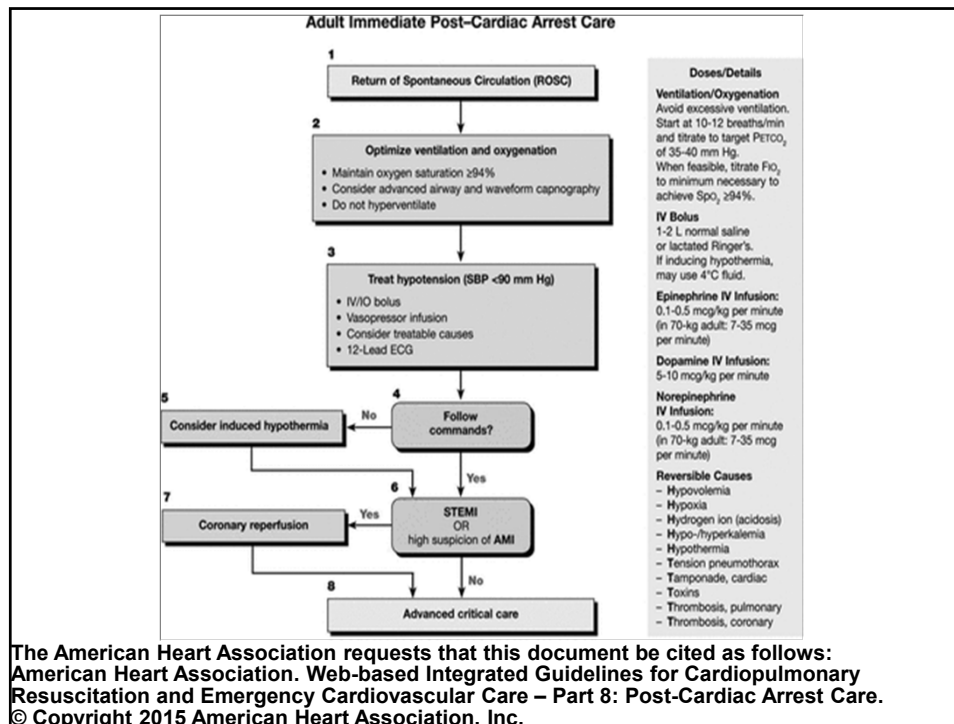 Adult Immediate Post–Cardiac Arrest Care
1
Return of Spontaneous Circulation (ROSC)
2
Optimize ventilation and oxygenation
• Maintain oxygen saturation ≥94%
• Consider advanced airway and waveform capnography
• Do not hyperventilate
3
Treat hypotension (SBP <90 mm Hg)
• IV/IO bolus
• Vasopressor infusion
• Consider treatable causes
• 12-Lead ECG
4
Follow
commands?
No
5
Consider induced hypothermia
Yes
6
STEMI
OR
high suspicion of AMI
Yes
7
Coronary reperfusion
No
8
Advanced critical care
Doses/Details
Ventilation/Oxygenation
Avoid excessive ventilation.
Start at 10-12 breaths/min
and titrate to target PETCO₂
of 35-40 mm Hg.
When feasible, titrate FIO₂
to minimum necessary to
achieve SpO₂ ≥94%.
IV Bolus
1-2 L normal saline
or lactated Ringer's.
If inducing hypothermia,
may use 4°C fluid.
Epinephrine IV Infusion:
0.1-0.5 mcg/kg per minute
(in 70-kg adult: 7-35 mcg
per minute)
Dopamine IV Infusion:
5-10 mcg/kg per minute
Norepinephrine
IV Infusion:
0.1-0.5 mcg/kg per minute
(in 70-kg adult: 7-35 mcg
per minute)
Reversible Causes
– Hypovolemia
– Hypoxia
– Hydrogen ion (acidosis)
– Hypo-/hyperkalemia
– Hypothermia
– Tension pneumothorax
– Tamponade, cardiac
– Toxins
– Thrombosis, pulmonary
– Thrombosis, coronary
The American Heart Association requests that this document be cited as follows:
American Heart Association. Web-based Integrated Guidelines for Cardiopulmonary
Resuscitation and Emergency Cardiovascular Care – Part 8: Post-Cardiac Arrest Care.
© Copyright 2015 American Heart Association, Inc.